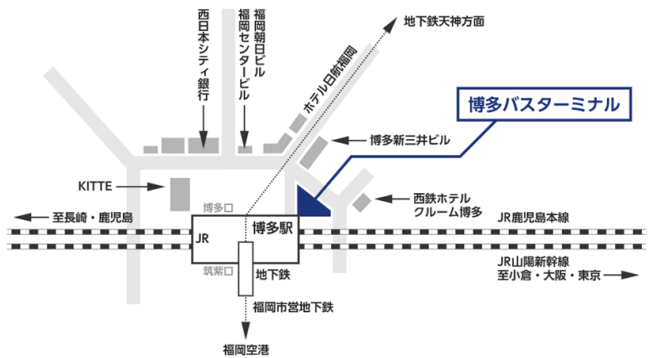 地下鉄天神方面
福岡朝日ビル
福岡センタービル
西日本シティ銀行
ホテル日航福岡
博多バスターミナル
博多新三井ビル
KITTE
西鉄ホテル
クルーム博多
博多口
至長崎・鹿児島
博多駅
JR
JR鹿児島本線
筑紫口
地下鉄
JR山陽新幹線
至小倉・大阪・東京
福岡市営地下鉄
福岡空港